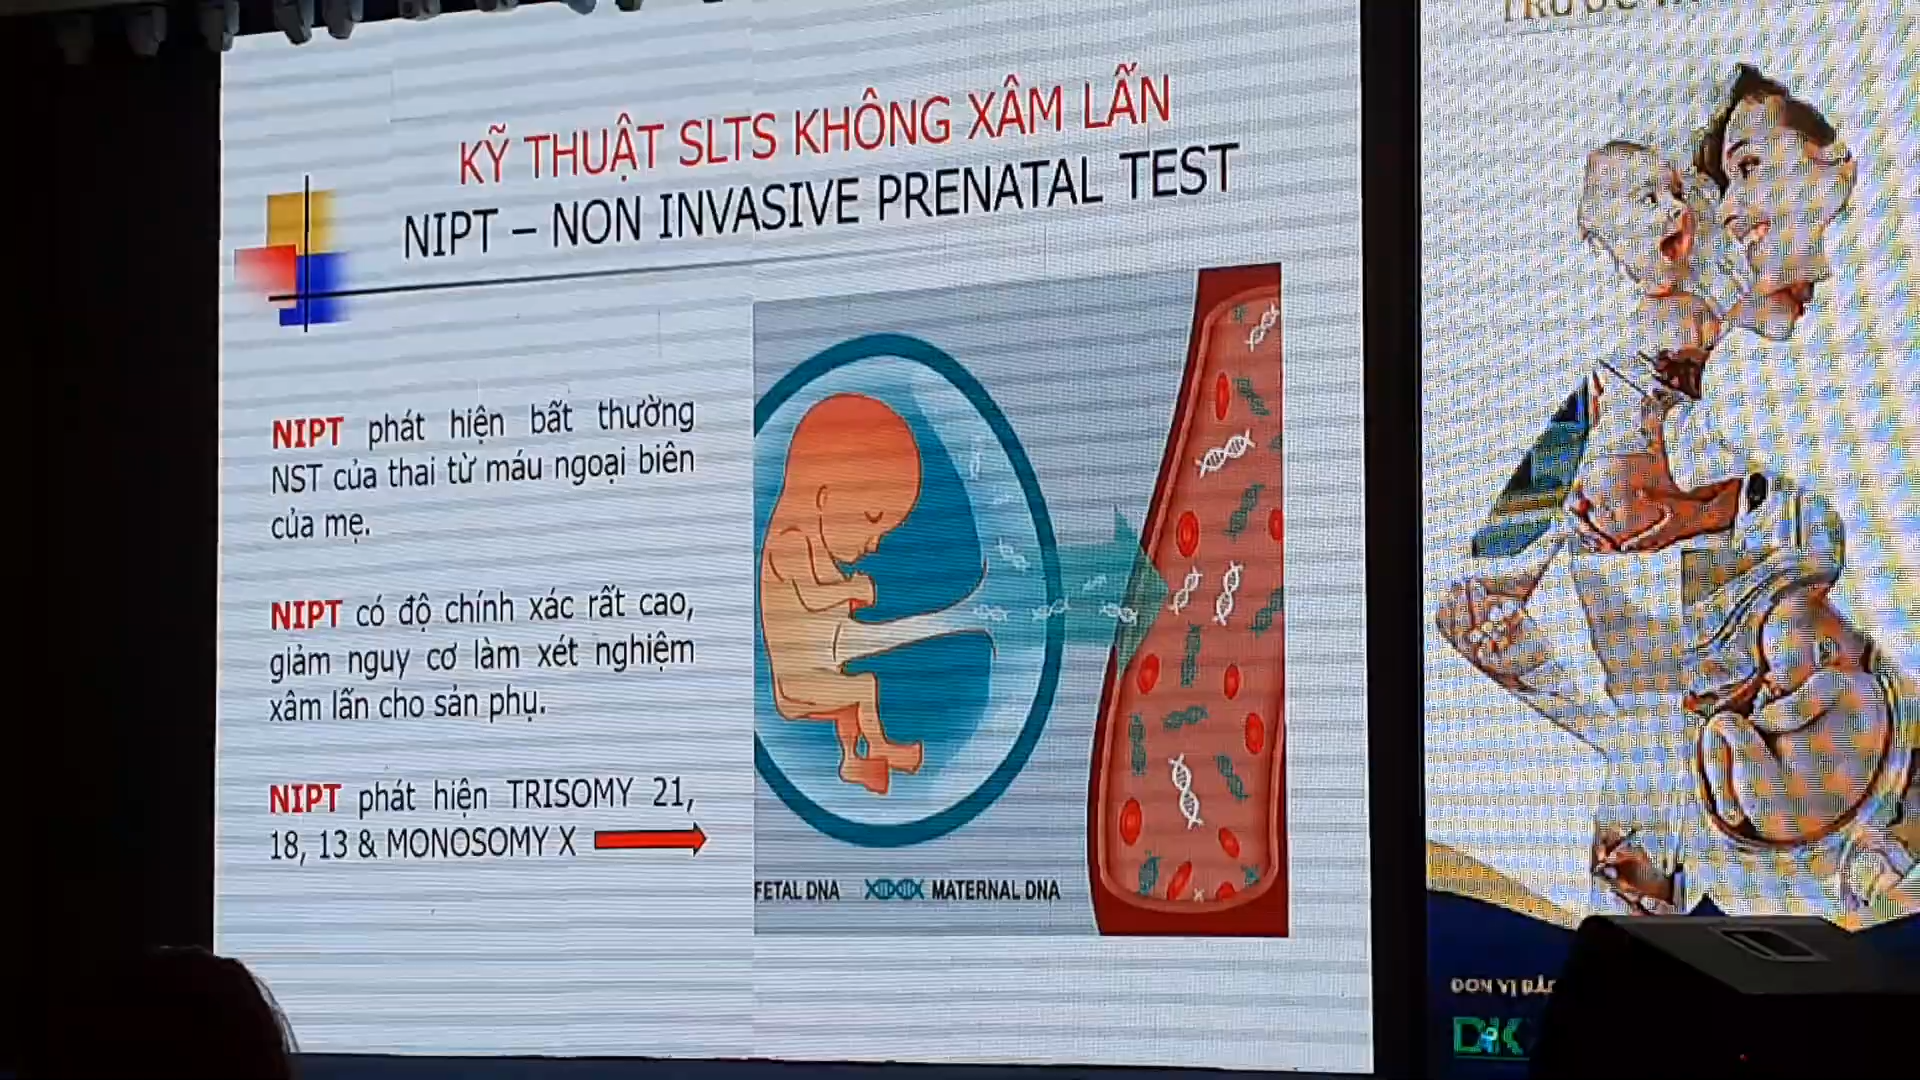 KỸ THUẬT SLTS KHÔNG XÂM LẤN
NIPT – NON INVASIVE PRENATAL TEST
NIPT phát hiện bất thường
NST của thai từ máu ngoại biên
của mẹ.
NIPT có độ chính xác rất cao,
giảm nguy cơ làm xét nghiệm
xâm lấn cho sản phụ.
NIPT phát hiện TRISOMY 21,
18, 13 & MONOSOMY X
FETAL DNA
MATERNAL DNA
ĐƠN VỊ